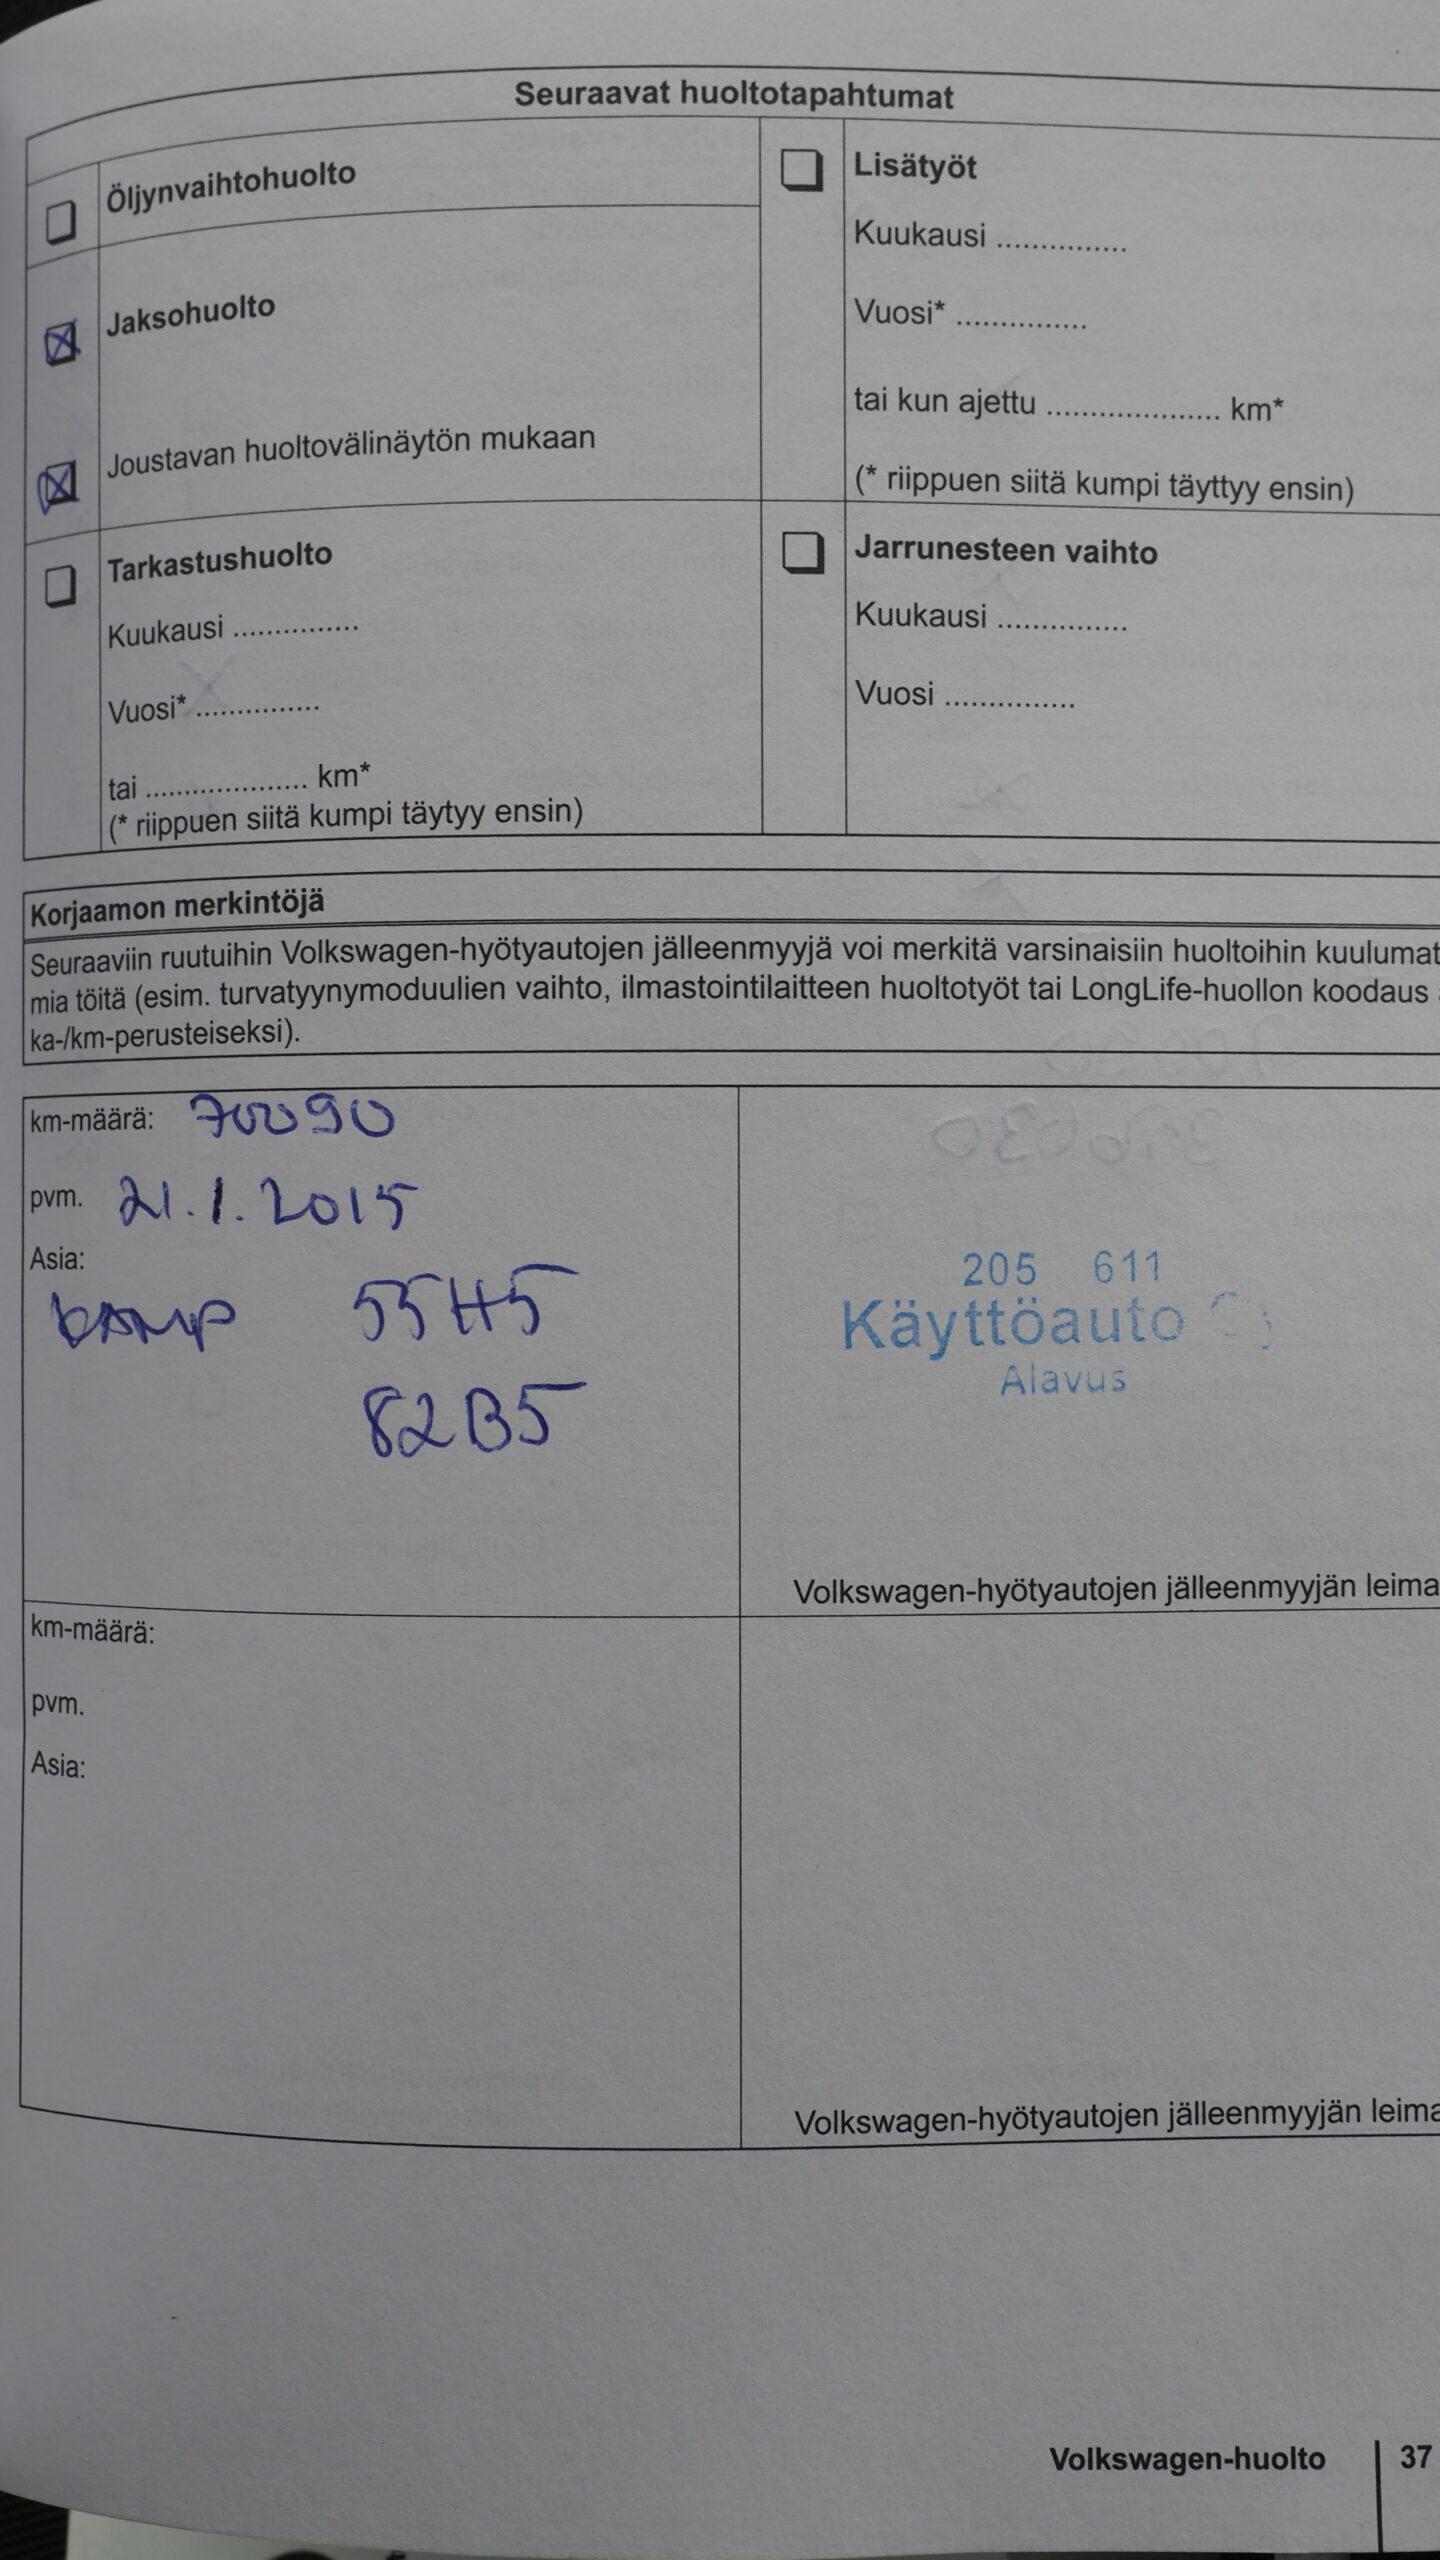 Seuraavat huoltotapahtumat
Öljynvaihtohuolto
Jaksohuolto
Joustavan huoltovälinäytön mukaan
Tarkastushuolto
Kuukausi ...............
Vuosi* ...............
tai .................... km*
(* riippuen siitä kumpi täytyy ensin)
Lisätyöt
Kuukausi ...............
Vuosi* ...............
tai kun ajettu .................... km*
(* riippuen siitä kumpi täyttyy ensin)
Jarrunesteen vaihto
Kuukausi ...............
Vuosi ...............
Korjaamon merkintöjä
Seuraaviin ruutuihin Volkswagen-hyötyautojen jälleenmyyjä voi merkitä varsinaisiin huoltoihin kuulumat
mia töitä (esim. turvatyynymoduulien vaihto, ilmastointilaitteen huoltotyöt tai LongLife-huollon koodaus
ka-/km-perusteiseksi).
km-määrä: 70090
pvm. 21.1.2015
Asia:
KAMP 55H5
82B5
205 611
Käyttöauto
Alavus
Volkswagen-hyötyautojen jälleenmyyjän leima
km-määrä:
pvm.
Asia:
Volkswagen-hyötyautojen jälleenmyyjän leima
Volkswagen-huolto 37